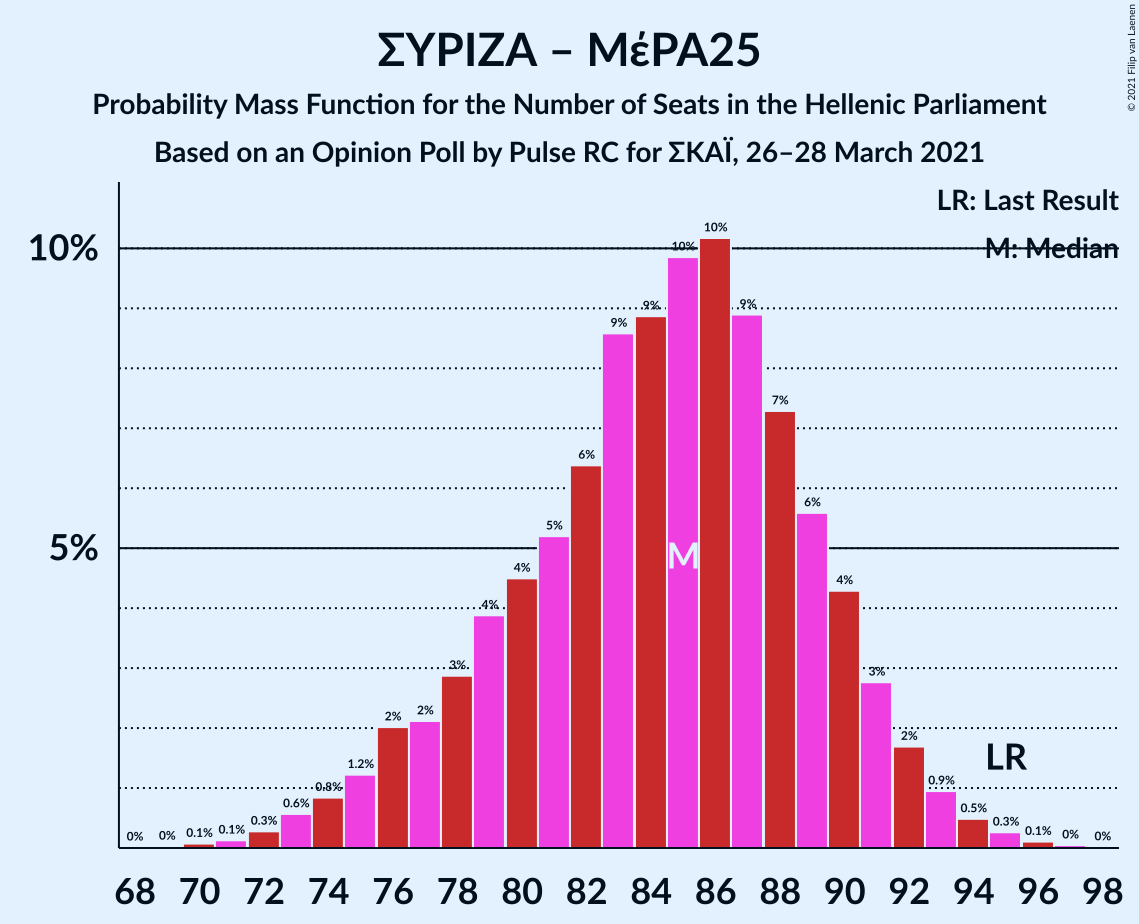 © 2021 Filip van Laenen
ΣΥΡΙΖΑ – ΜέΡΑ25
Probability Mass Function for the Number of Seats in the Hellenic Parliament
Based on an Opinion Poll by Pulse RC for ΣΚΑΪ, 26–28 March 2021
LR: Last Result
M: Median
10%
5%
0% 0% 0.1% 0.1% 0.3% 0.6% 0.8% 1.2% 2% 2% 3% 4% 4% 5% 6% 9% 9% 10% 10% 9% 7% 6% 4% 3% 2% 0.9% 0.5% 0.3% 0.1% 0% 0%
M
LR
68 70 72 74 76 78 80 82 84 86 88 90 92 94 96 98